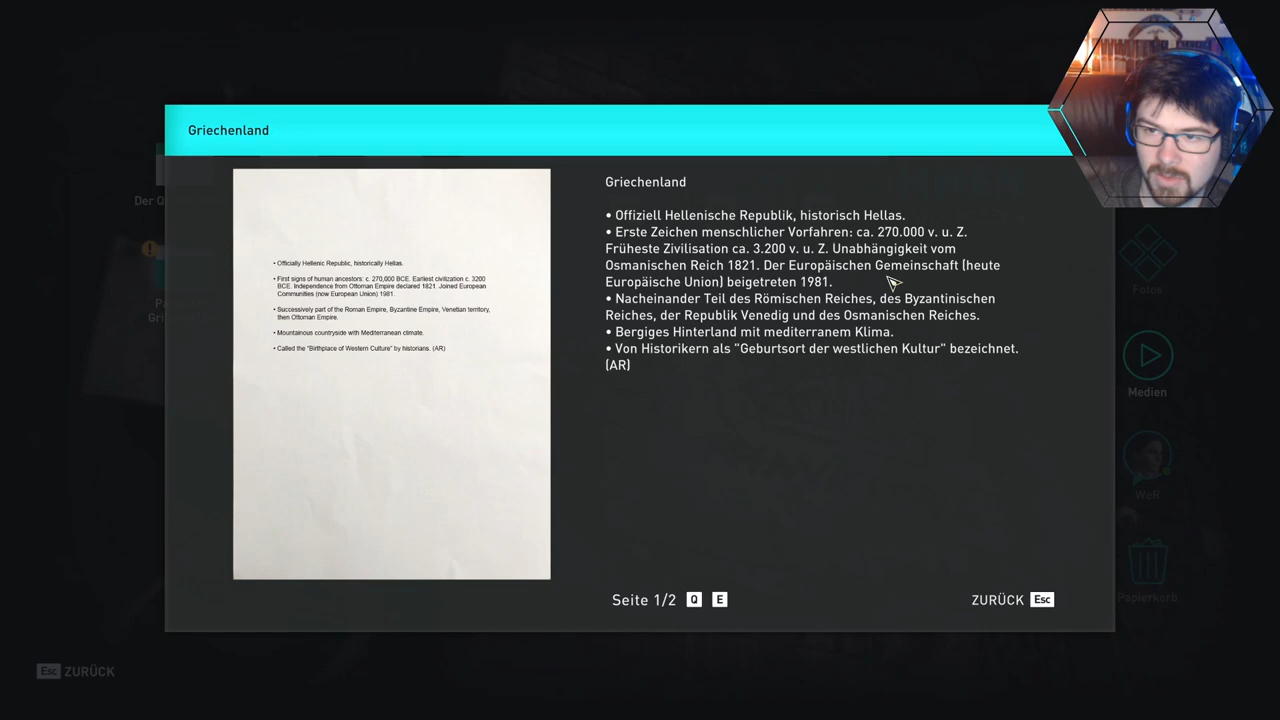 Griechenland
• Officially Hellenic Republic, historically Hellas.
• First signs of human ancestors: c. 270,000 BCE. Earliest civilization c. 3200
BCE. Independence from Ottoman Empire declared 1821. Joined European
Communities (now European Union) 1981.
• Successively part of the Roman Empire, Byzantine Empire, Venetian territory,
then Ottoman Empire.
• Mountainous countryside with Mediterranean climate.
• Called the "Birthplace of Western Culture" by historians. (AR)
Griechenland
• Offiziell Hellenische Republik, historisch Hellas.
• Erste Zeichen menschlicher Vorfahren: ca. 270.000 v. u. Z.
Früheste Zivilisation ca. 3.200 v. u. Z. Unabhängigkeit vom
Osmanischen Reich 1821. Der Europäischen Gemeinschaft (heute
Europäische Union) beigetreten 1981.
• Nacheinander Teil des Römischen Reiches, des Byzantinischen
Reiches, der Republik Venedig und des Osmanischen Reiches.
• Bergiges Hinterland mit mediterranem Klima.
• Von Historikern als "Geburtsort der westlichen Kultur" bezeichnet.
(AR)
Seite 1/2 Q E
ZURÜCK Esc
Der Q
Fotos
Medien
WeR
Papierkorb
Esc ZURÜCK